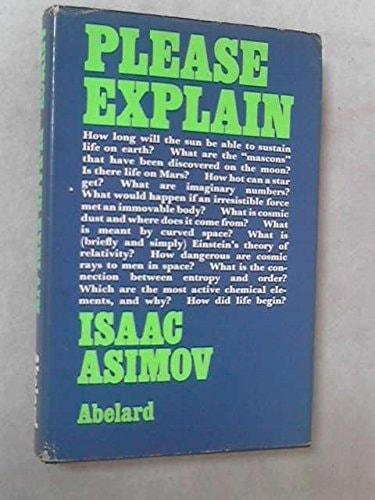 PLEASE
EXPLAIN
How long will the sun be able to sustain
life on earth? What are the "mascons"
that have been discovered on the moon?
Is there life on Mars? How hot can a star
get? What are imaginary numbers?
What would happen if an irresistible force
met an immovable body? What is cosmic
dust and where does it come from? What
is meant by curved space? What is
(briefly and simply) Einstein's theory of
relativity? How dangerous are cosmic
rays to men in space? What is the con-
nection between entropy and order?
Which are the most active chemical ele-
ments, and why? How did life begin?
ISAAC
ASIMOV
Abelard